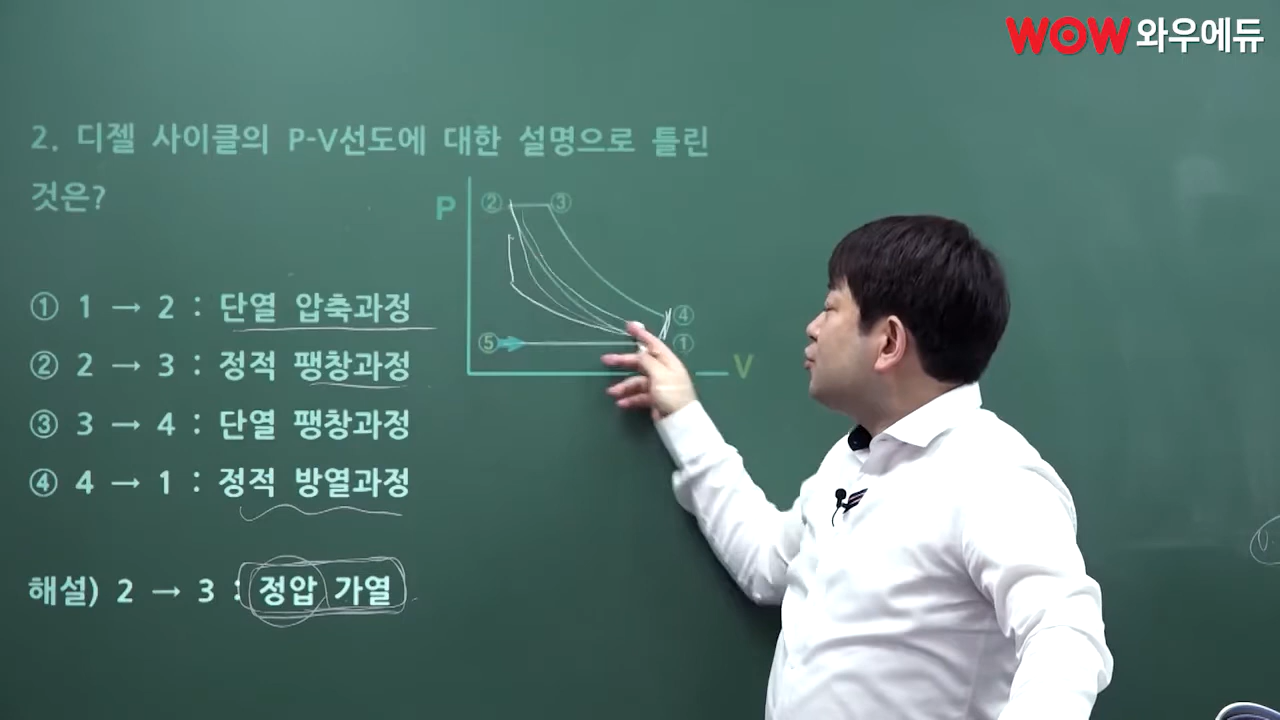 WOW 와우에듀
2. 디젤 사이클의 P-V선도에 대한 설명으로 틀린
것은?
P ② ③
④
⑤ ①
V
① 1 → 2 : 단열 압축과정
② 2 → 3 : 정적 팽창과정
③ 3 → 4 : 단열 팽창과정
④ 4 → 1 : 정적 방열과정
해설) 2 → 3 : 정압 가열